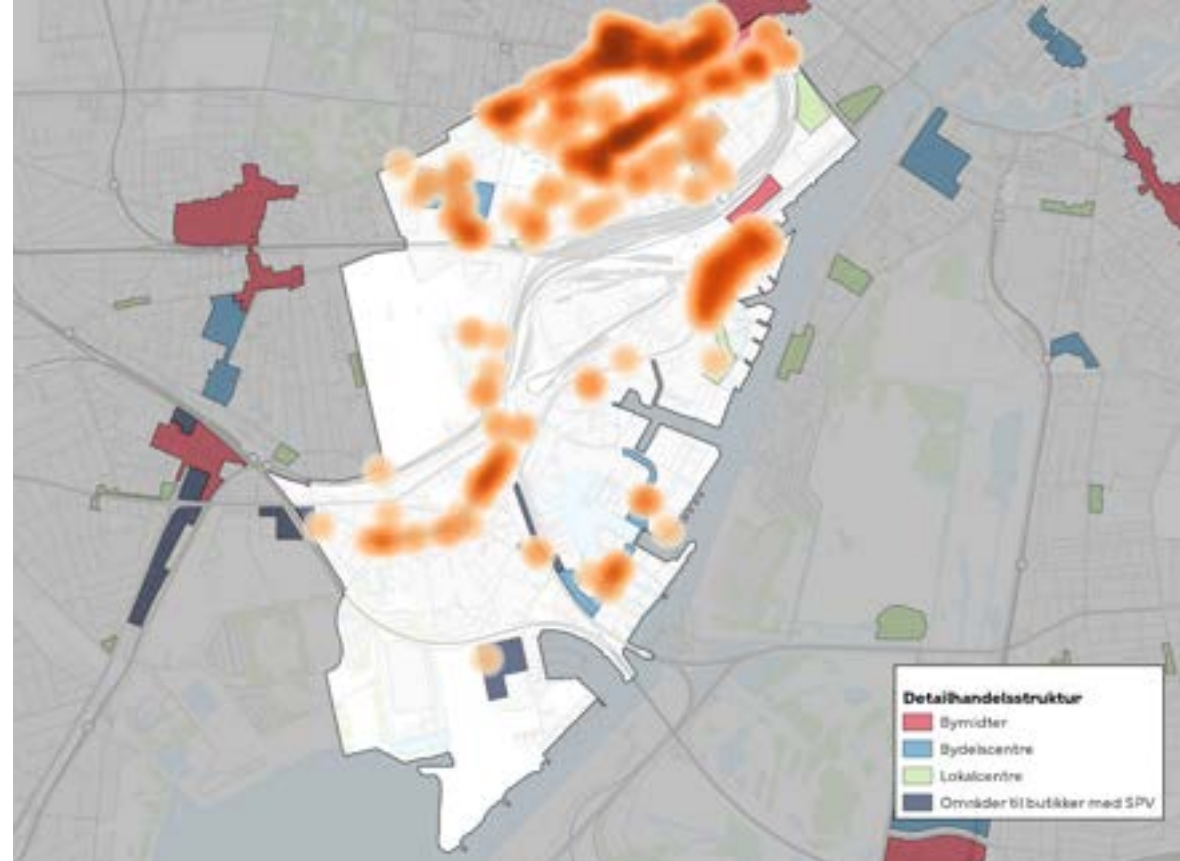 Detailhandelsstruktur
Bymidter
Bydelscentre
Lokalcentre
Områder til butikker med SPV